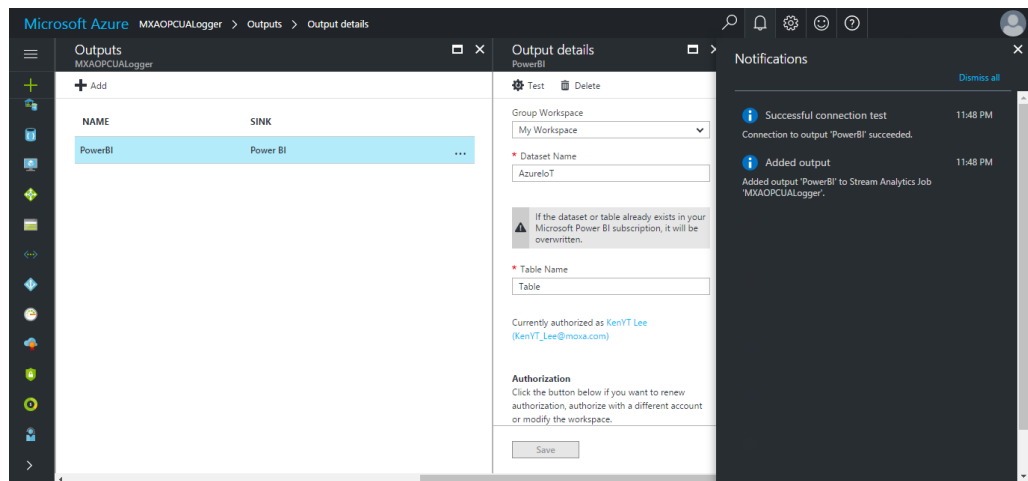 Microsoft Azure MXAOPCUALogger > Outputs > Output details
Outputs
MXAOPCUALogger
Add
NAME SINK
PowerBI Power BI ...
Output details
PowerBI
Test Delete
Group Workspace
My Workspace
* Dataset Name
AzureIoT
If the dataset or table already exists in your
Microsoft Power BI subscription, it will be
overwritten.
* Table Name
Table
Currently authorized as KenYT Lee
(KenYT_Lee@moxa.com)
Authorization
Click the button below if you want to renew
authorization, authorize with a different account
or modify the workspace.
Save
Notifications
Dismiss all
Successful connection test 11:48 PM
Connection to output 'PowerBI' succeeded.
Added output 11:48 PM
Added output 'PowerBI' to Stream Analytics Job
'MXAOPCUALogger'.